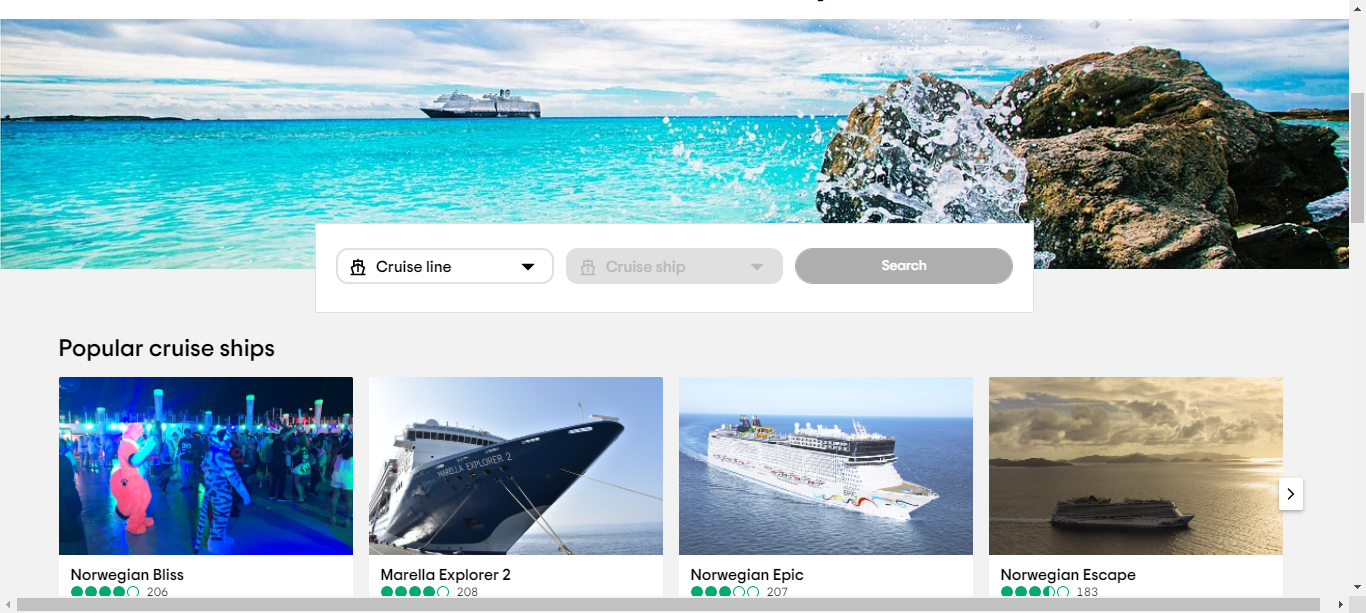 Cruise line
Cruise ship
Search
Popular cruise ships
MARELLA EXPLORER 2
EPIC
Norwegian Bliss
Marella Explorer 2
Norwegian Epic
Norwegian Escape
206
208
207
183